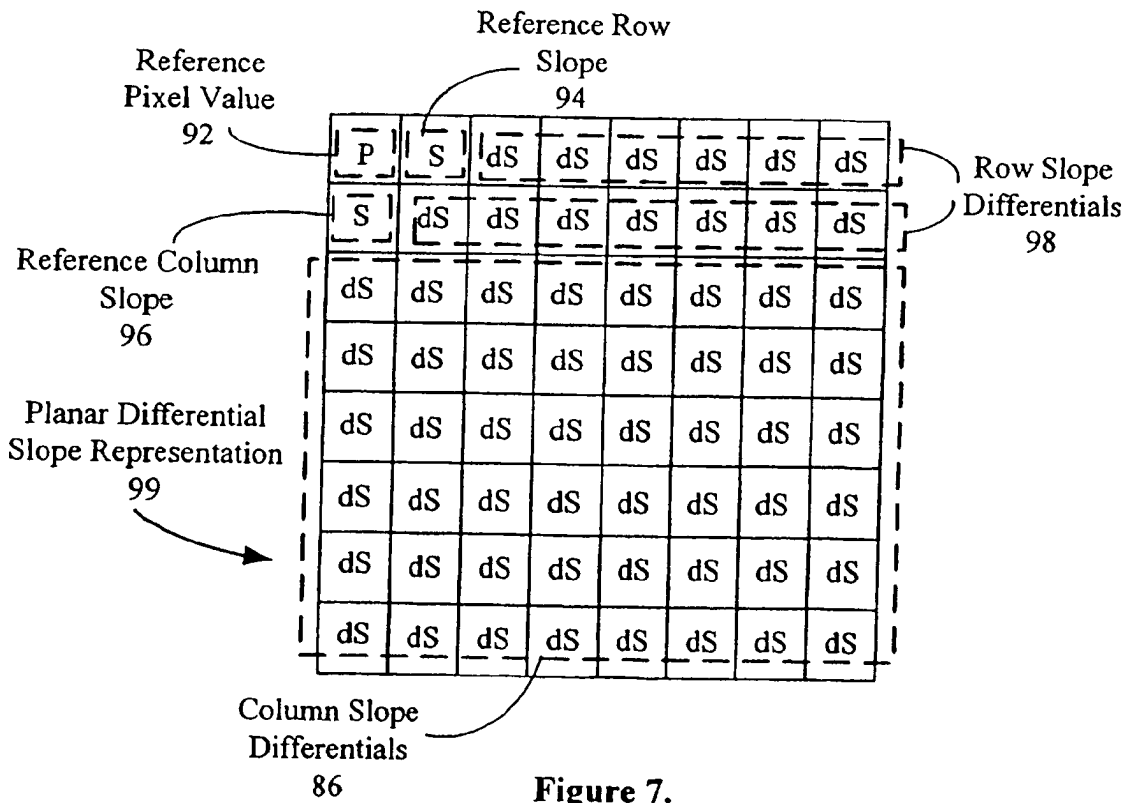 Reference Row
Slope
94
Reference
Pixel Value
92
P S dS dS dS dS dS dS
S dS dS dS dS dS dS dS
Row Slope
Differentials
98
Reference Column
Slope
96
dS dS dS dS dS dS dS dS
dS dS dS dS dS dS dS dS
dS dS dS dS dS dS dS dS
dS dS dS dS dS dS dS dS
dS dS dS dS dS dS dS dS
dS dS dS dS dS dS dS dS
Planar Differential
Slope Representation
99
Column Slope
Differentials
86
Figure 7.